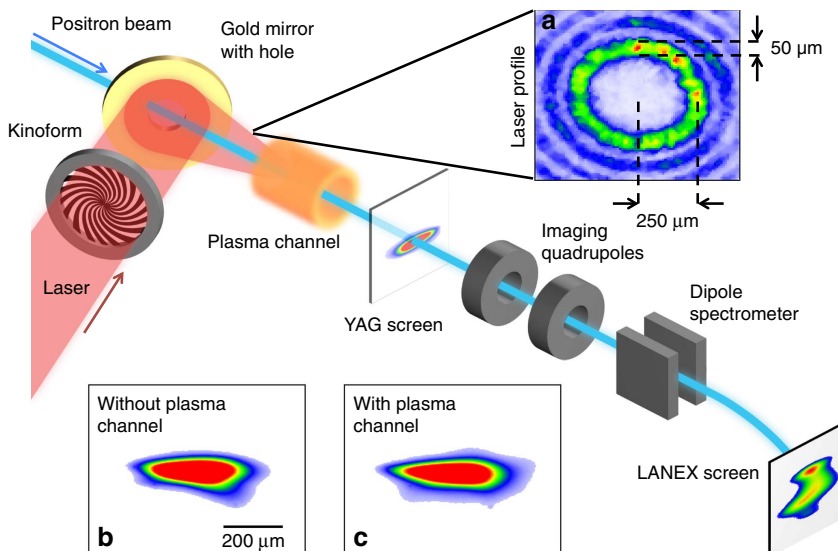 Positron beam
Gold mirror
with hole
Kinoform
Laser
Plasma channel
YAG screen
Imaging
quadrupoles
Dipole
spectrometer
LANEX screen
a
Laser profile
50 μm
250 μm
Without plasma
channel
b
200 μm
With plasma
channel
c